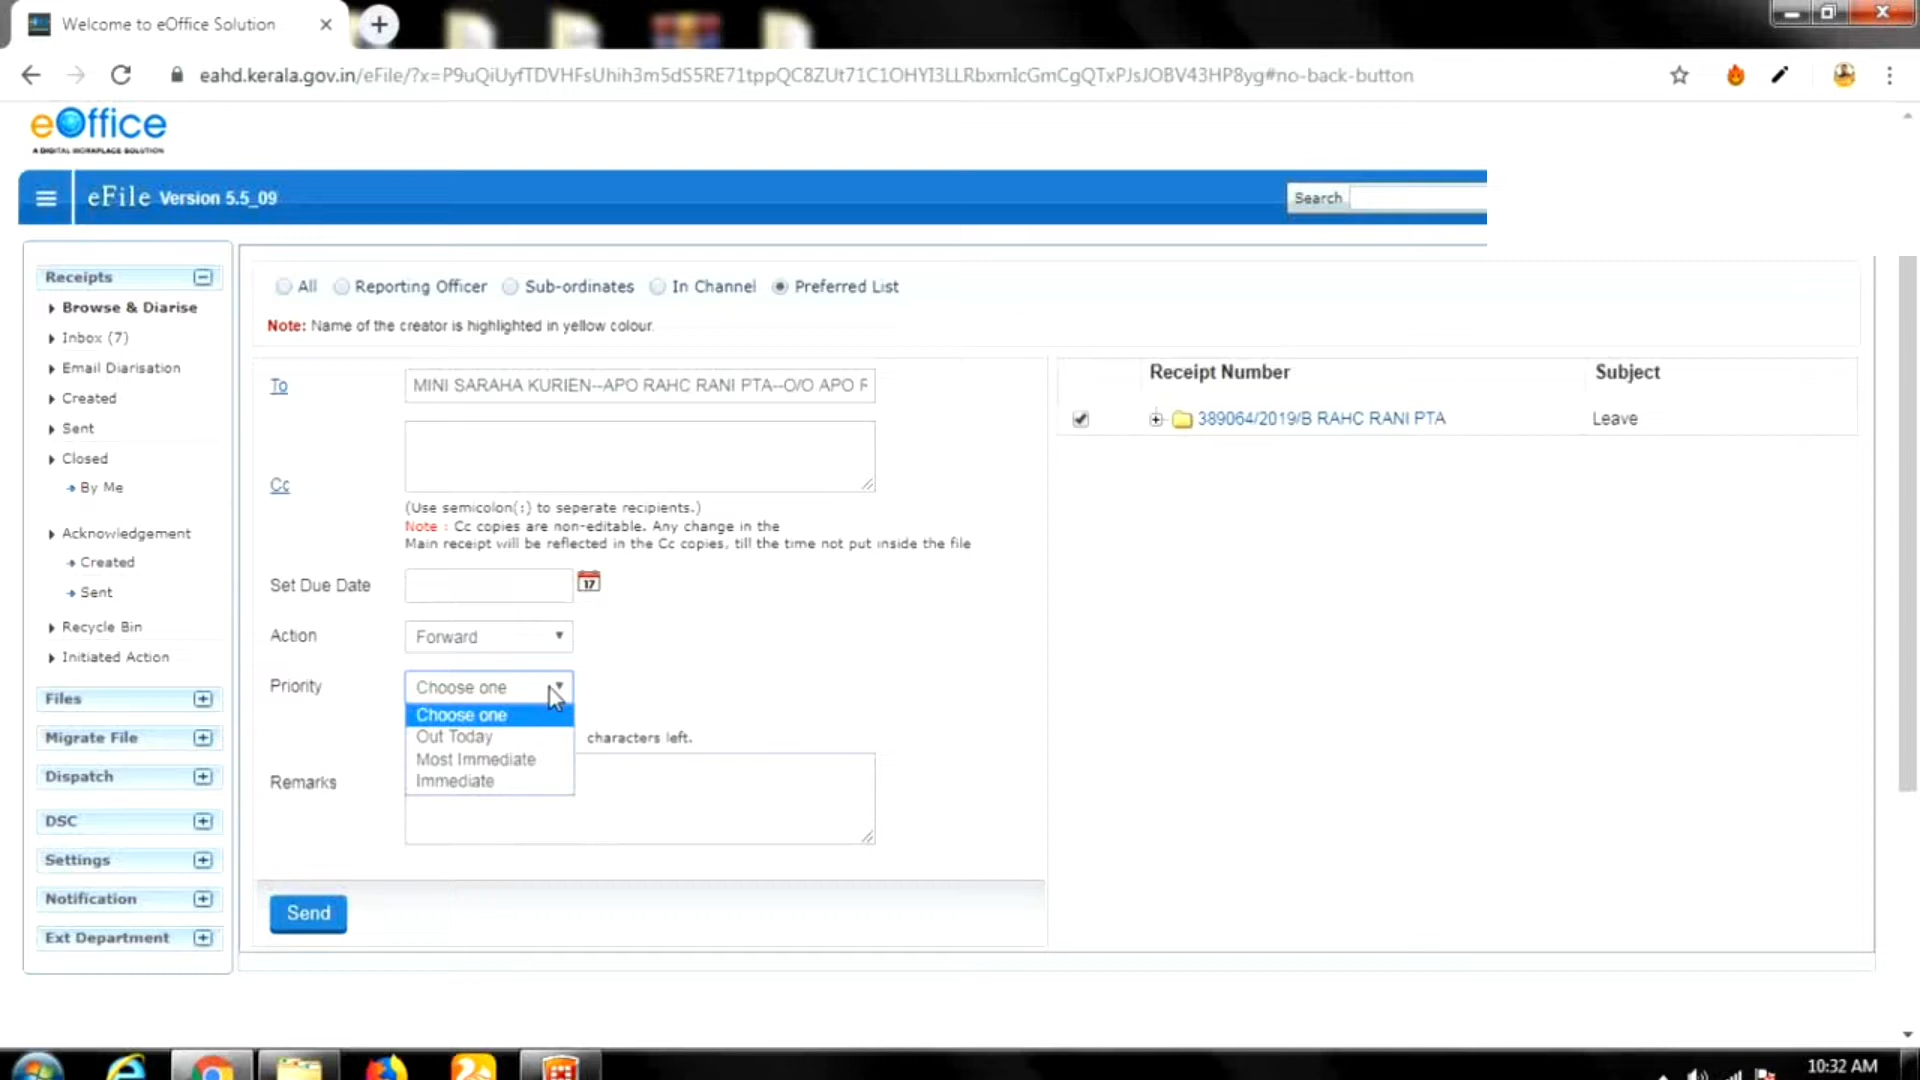 Welcome to eOffice Solution
eahd.kerala.gov.in/eFile/?x=P9uQiUyfTDVHFsUhih3m5dS5RE71tppQC8ZUt71C1OHYI3LLRbxmIcGmCgQTxPJsJOBV43HP8yg#no-back-button
eOffice
A DIGITAL WORKPLACE SOLUTION
eFile Version 5.5_09
Search
Receipts
Browse & Diarise
Inbox (7)
Email Diarisation
Created
Sent
Closed
By Me
Acknowledgement
Created
Sent
Recycle Bin
Initiated Action
Files
Migrate File
Dispatch
DSC
Settings
Notification
Ext Department
All Reporting Officer Sub-ordinates In Channel Preferred List
Note: Name of the creator is highlighted in yellow colour.
To MINI SARAHA KURIEN--APO RAHC RANI PTA--O/O APO R
Cc
(Use semicolon(;) to seperate recipients.)
Note : Cc copies are non-editable. Any change in the
Main receipt will be reflected in the Cc copies, till the time not put inside the file
Set Due Date 17
Action Forward
Priority Choose one
Choose one
Out Today
Most Immediate
Immediate
characters left.
Remarks
Send
Receipt Number Subject
389064/2019/B RAHC RANI PTA Leave
10:32 AM